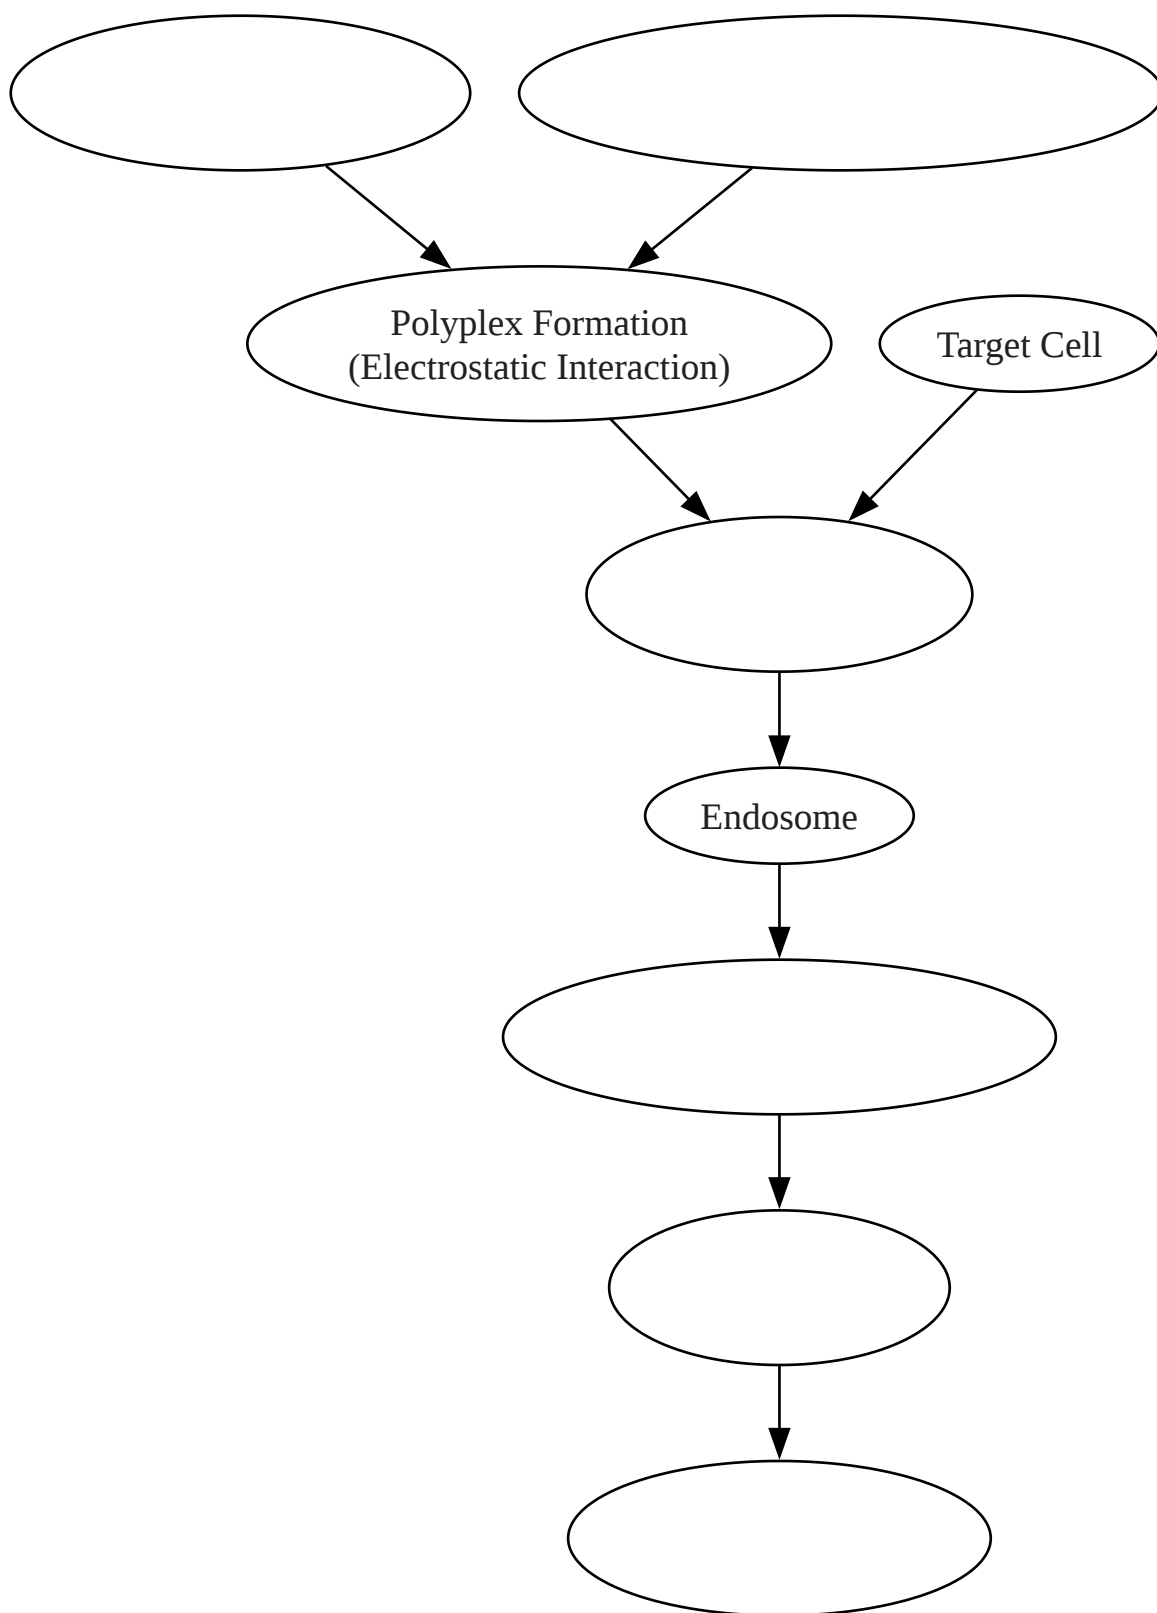 Polyplex Formation
(Electrostatic Interaction)
Target Cell
Endosome